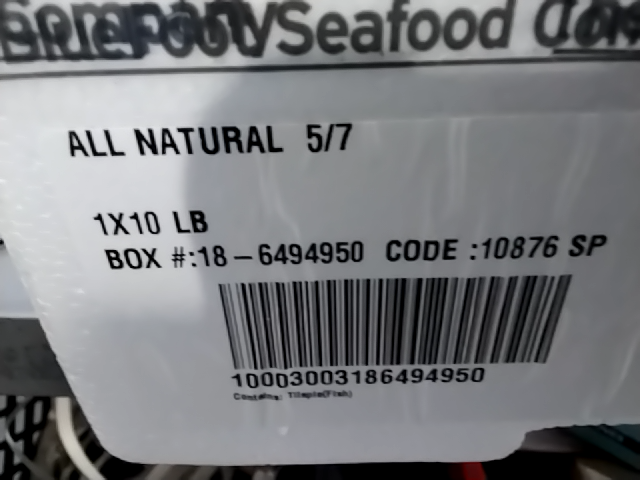 Seafood
ALL NATURAL 5/7
1X10 LB
BOX #:18-6494950 CODE :10876 SP
10003003186494950
Contains: Tilapia(Fish)